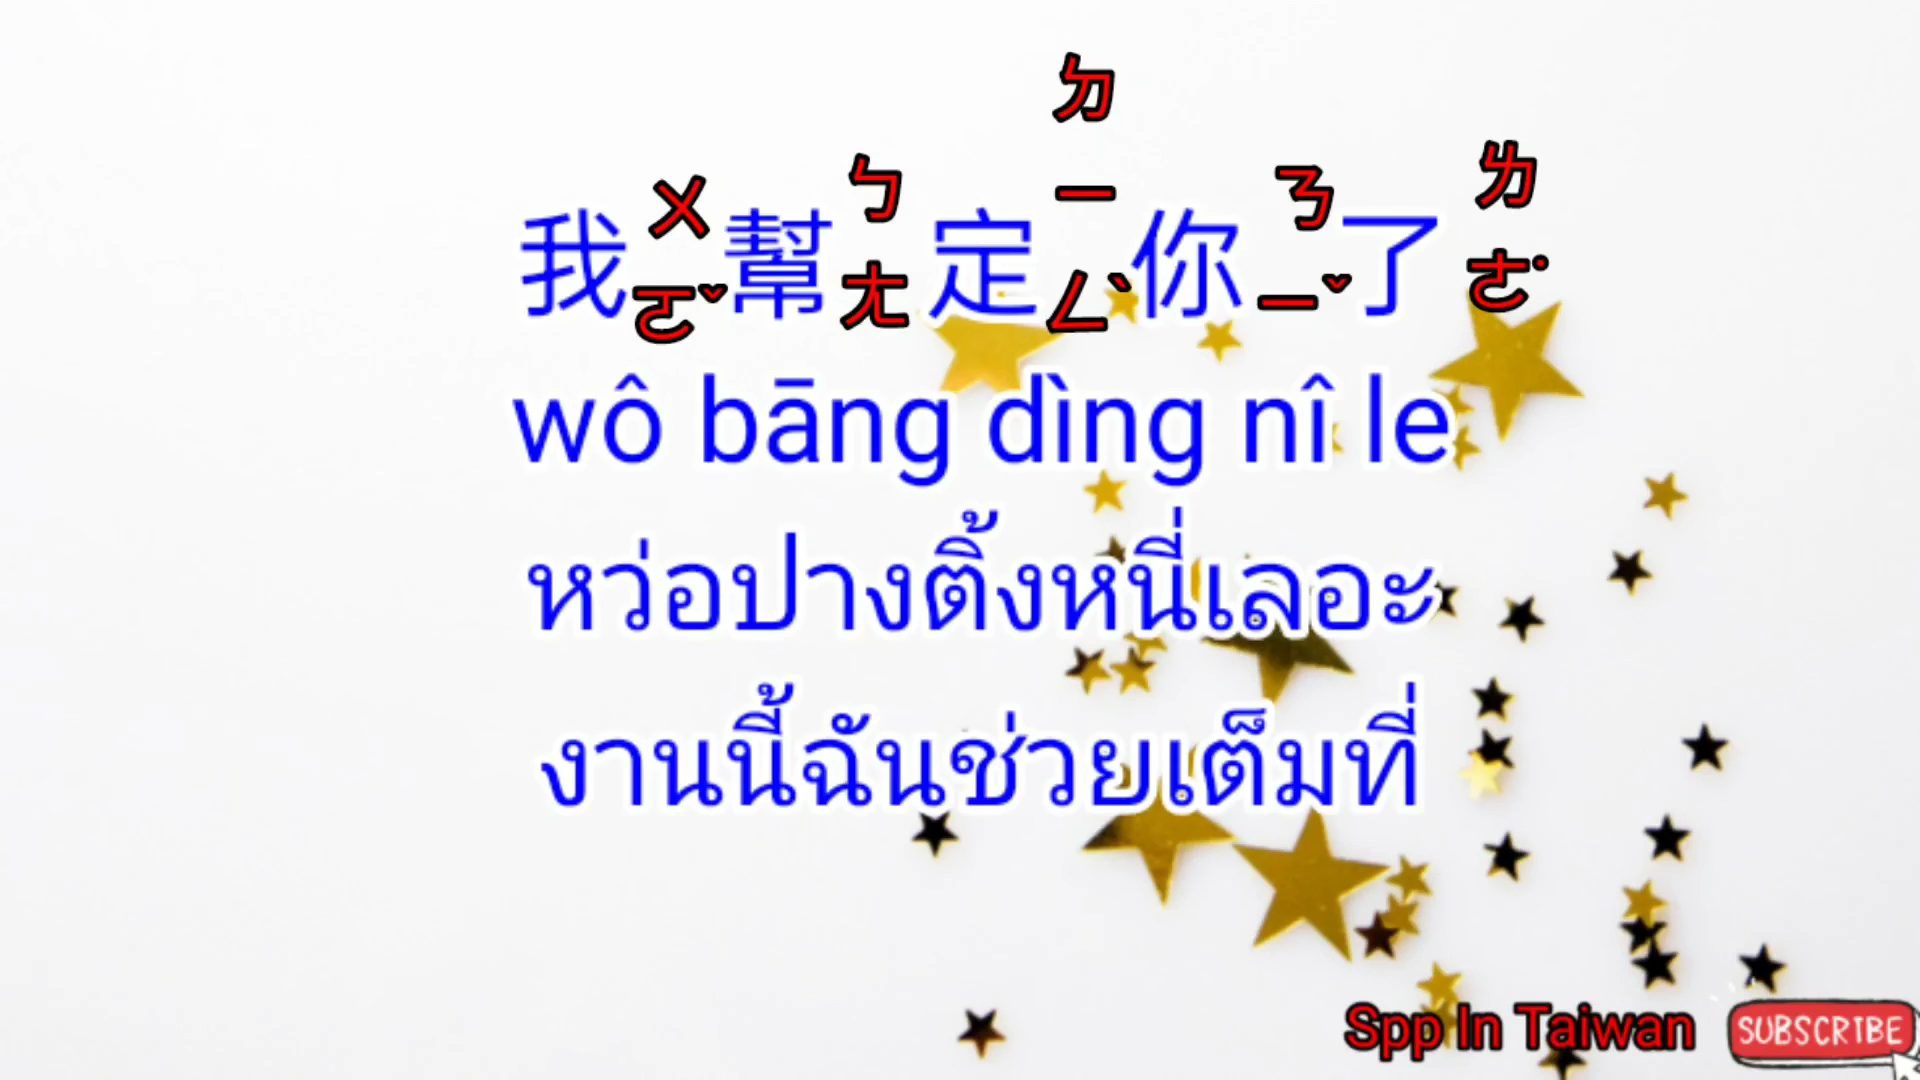 我ㄨㄛˇ幫ㄅㄤ定ㄉㄧㄥˋ你ㄋㄧˇ了ㄌㄜ˙
wô bāng dìng nî le
หว่อปางติ้งหนี่เลอะ
งานนี้ฉันช่วยเต็มที่
Spp In Taiwan
SUBSCRIBE